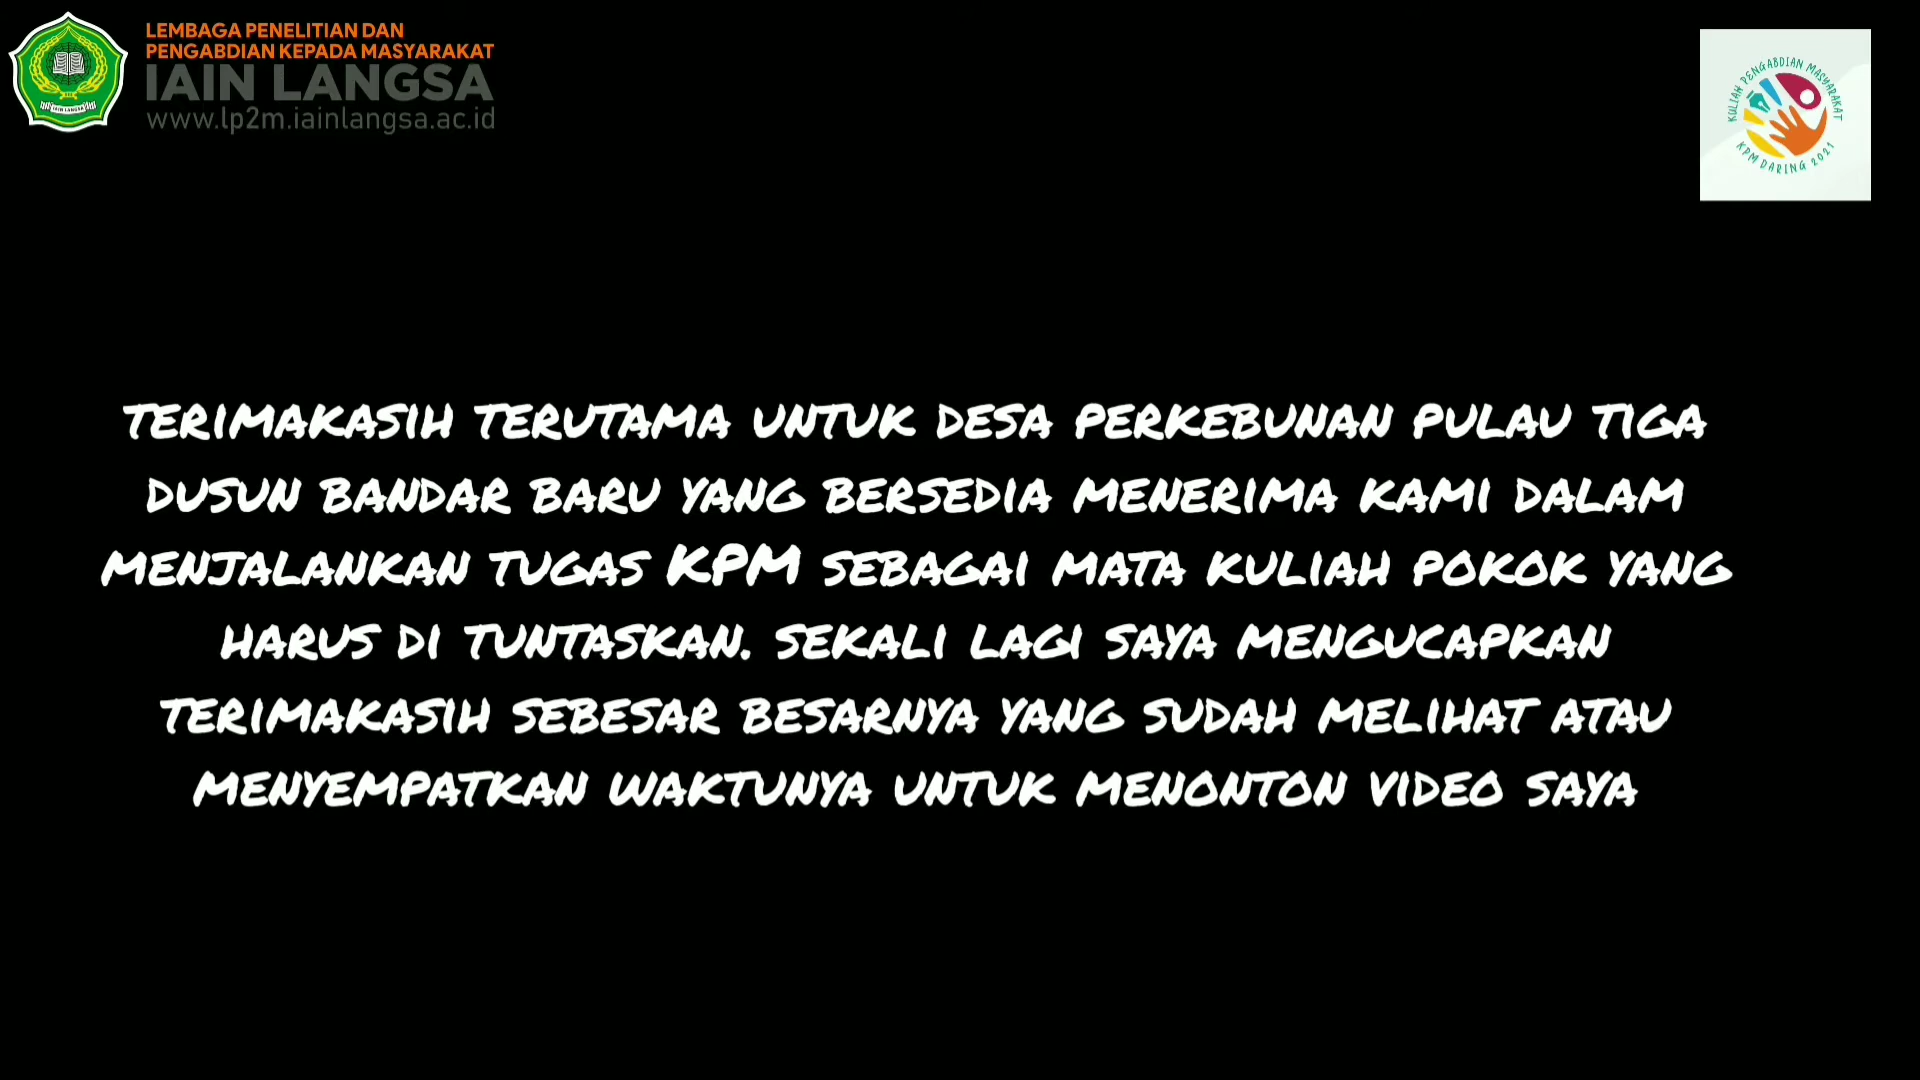 LEMBAGA PENELITIAN DAN
PENGABDIAN KEPADA MASYARAKAT
IAIN LANGSA
www.lp2m.iainlangsa.ac.id
IAIN LANGSA
KULIAH PENGABDIAN MASYARAKAT
KPM DARING 2021
TERIMAKASIH TERUTAMA UNTUK DESA PERKEBUNAN PULAU TIGA
DUSUN BANDAR BARU YANG BERSEDIA MENERIMA KAMI DALAM
MENJALANKAN TUGAS KPM SEBAGAI MATA KULIAH POKOK YANG
HARUS DI TUNTASKAN. SEKALI LAGI SAYA MENGUCAPKAN
TERIMAKASIH SEBESAR BESARNYA YANG SUDAH MELIHAT ATAU
MENYEMPATKAN WAKTUNYA UNTUK MENONTON VIDEO SAYA